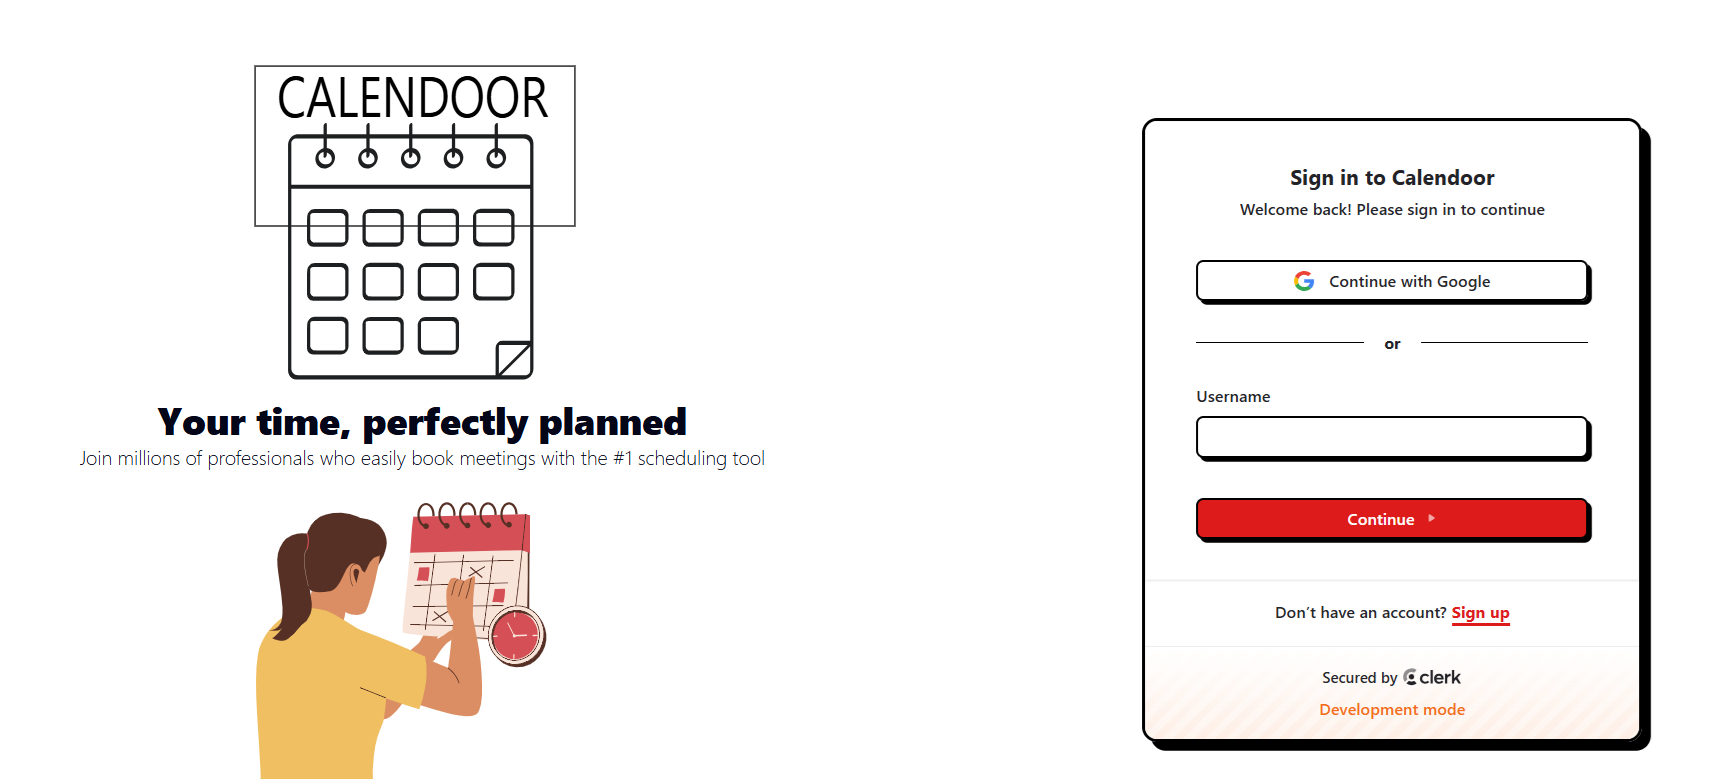 CALENDOOR
Your time, perfectly planned
Join millions of professionals who easily book meetings with the #1 scheduling tool
Sign in to Calendoor
Welcome back! Please sign in to continue
Continue with Google
or
Username
Continue
Don’t have an account? Sign up
Secured by clerk
Development mode